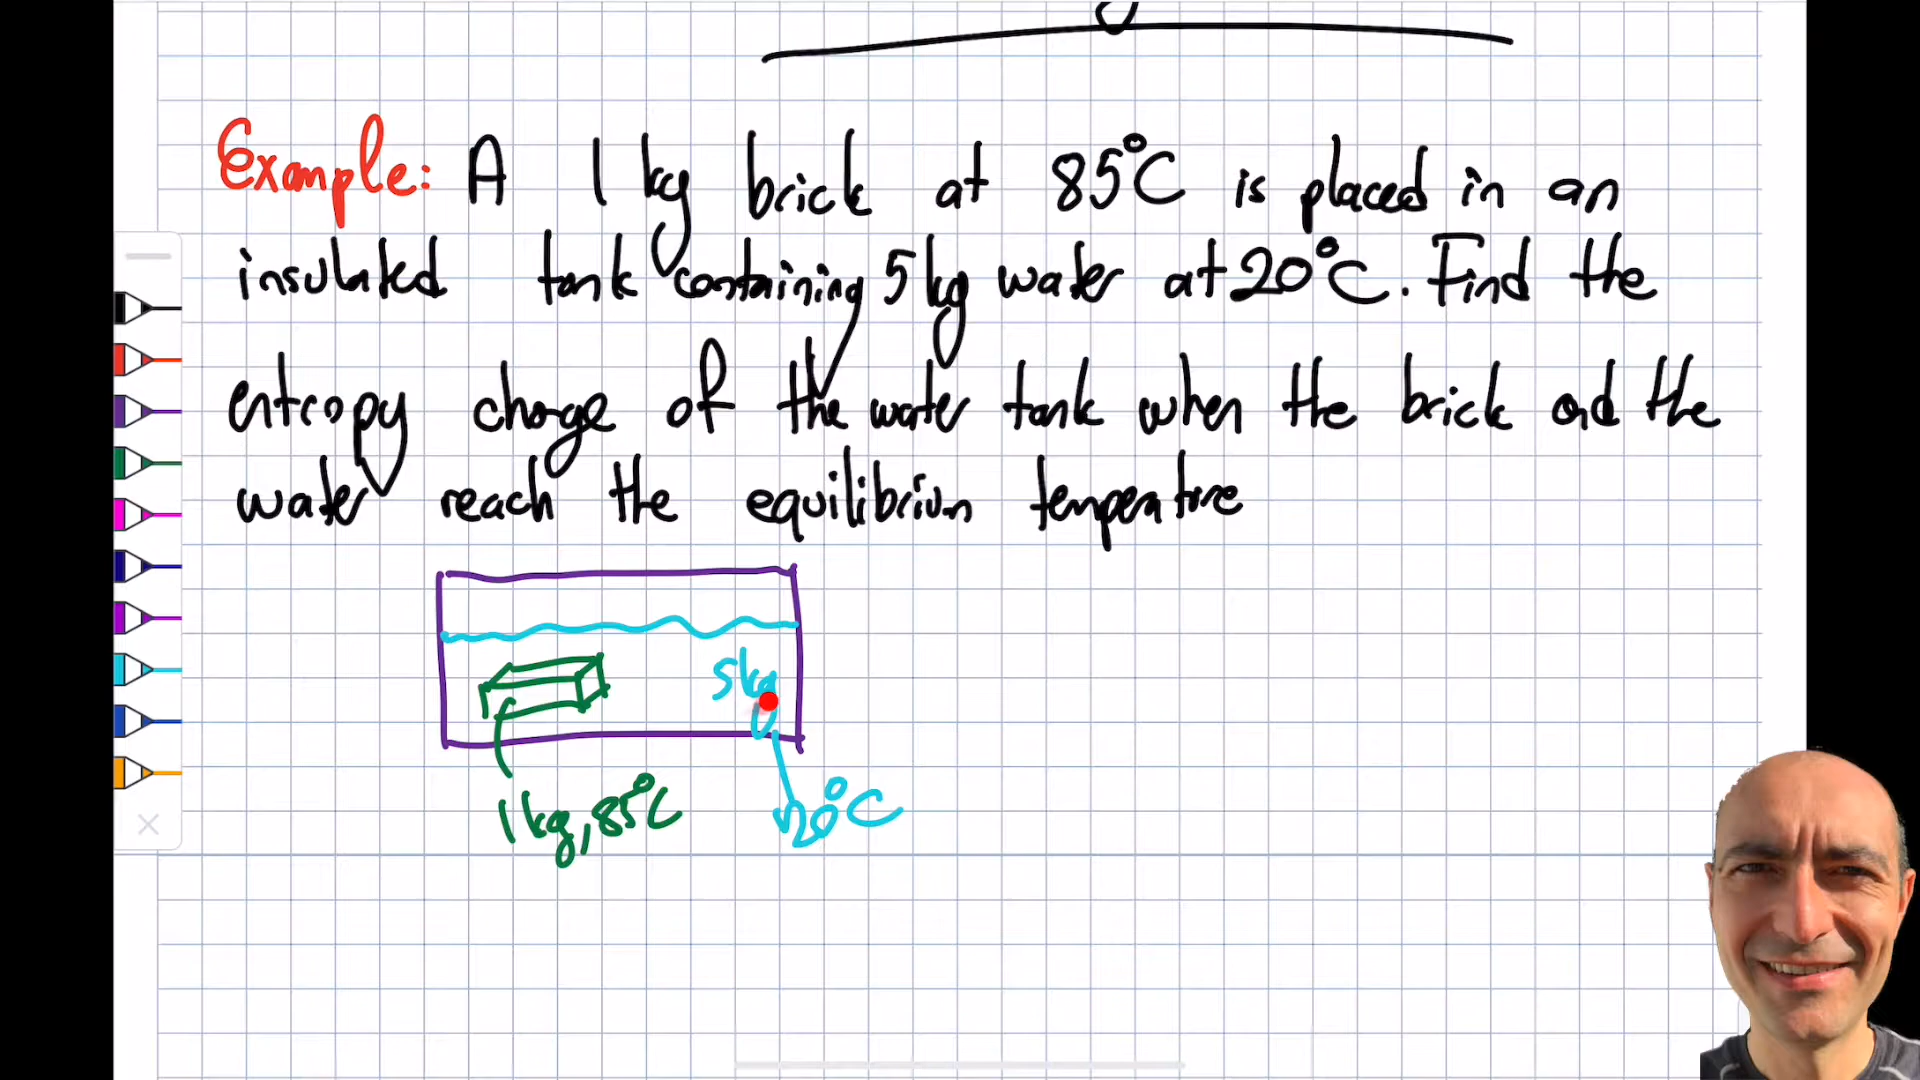 Example: A 1 kg brick at 85°C is placed in an
insulated tank containing 5 kg water at 20°C. Find the
entropy change of the water tank when the brick and the
water reach the equilibrium temperature
5kg
1kg, 85°C
20°C